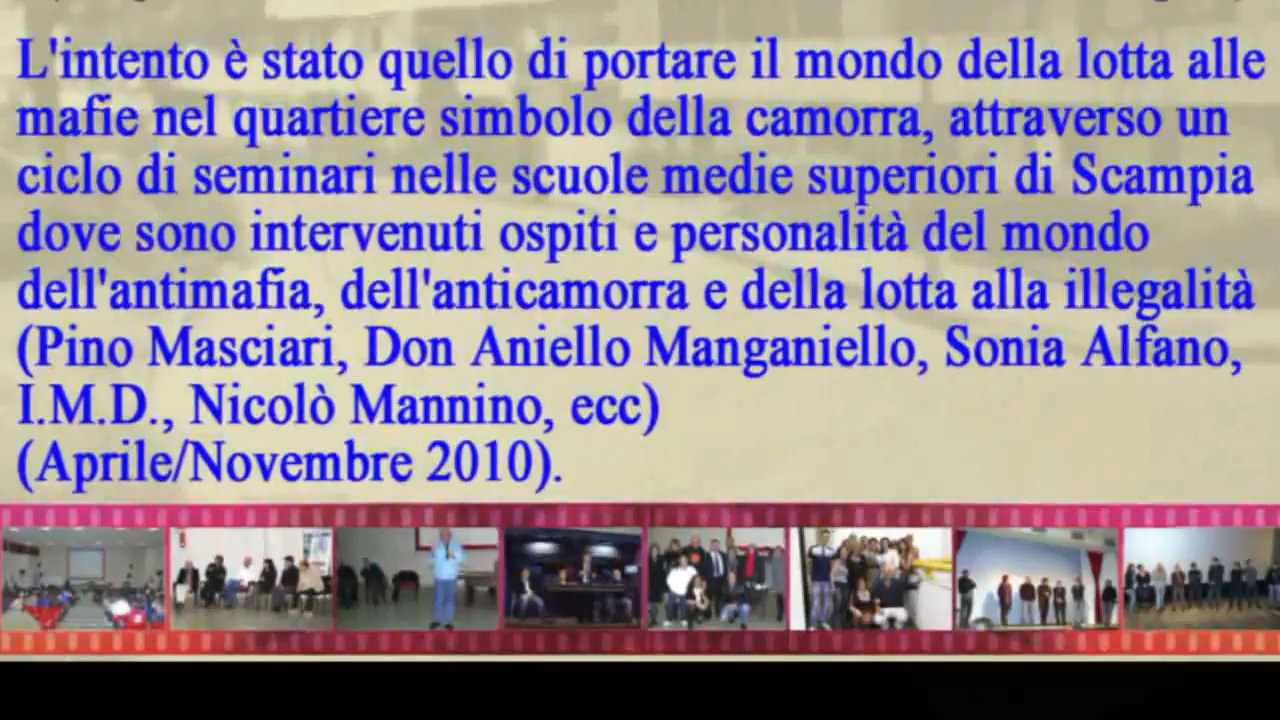 L'intento è stato quello di portare il mondo della lotta alle
mafie nel quartiere simbolo della camorra, attraverso un
ciclo di seminari nelle scuole medie superiori di Scampia
dove sono intervenuti ospiti e personalità del mondo
dell'antimafia, dell'anticamorra e della lotta alla illegalità
(Pino Masciari, Don Aniello Manganiello, Sonia Alfano,
I.M.D., Nicolò Mannino, ecc)
(Aprile/Novembre 2010).